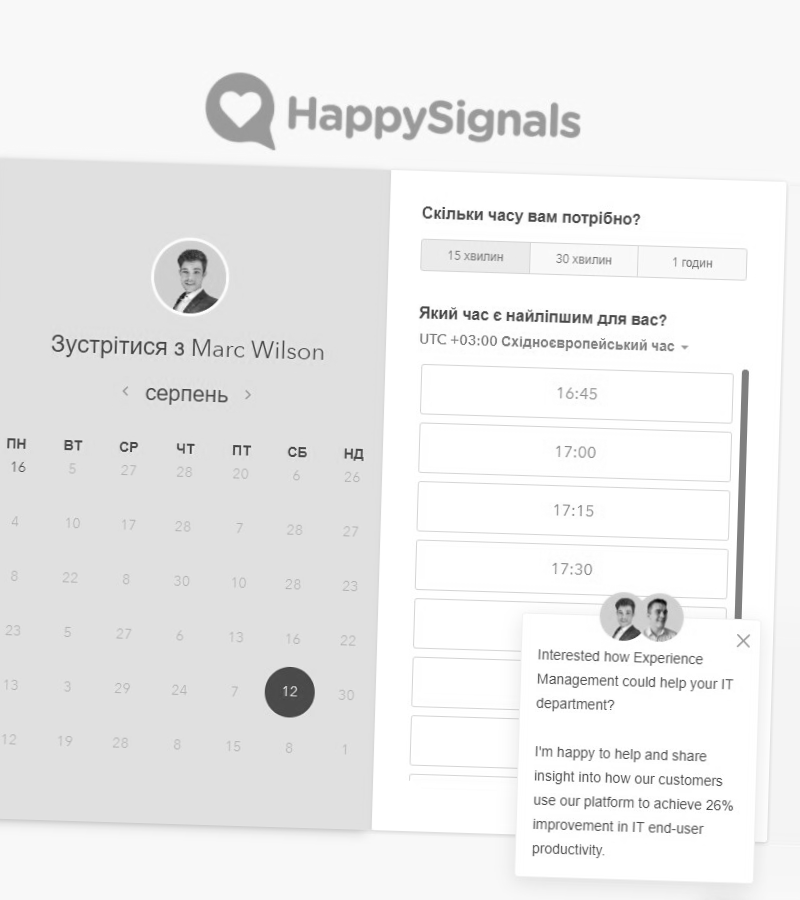 HappySignals
Зустрітися з Marc Wilson
серпень
ПН ВТ СР ЧТ ПТ СБ НД
16 5 27 28 20 6 26
4 10 17 28 7 28 27
8 22 8 30 10 28 23
23 5 27 6 13 16 22
13 3 29 24 7 12 30
12 19 28 8 15 8 1
Скільки часу вам потрібно?
15 хвилин 30 хвилин 1 годин
Який час є найліпшим для вас?
UTC +03:00 Східноєвропейський час
16:45
17:00
17:15
17:30
Interested how Experience
Management could help your IT
department?
I'm happy to help and share
insight into how our customers
use our platform to achieve 26%
improvement in IT end-user
productivity.